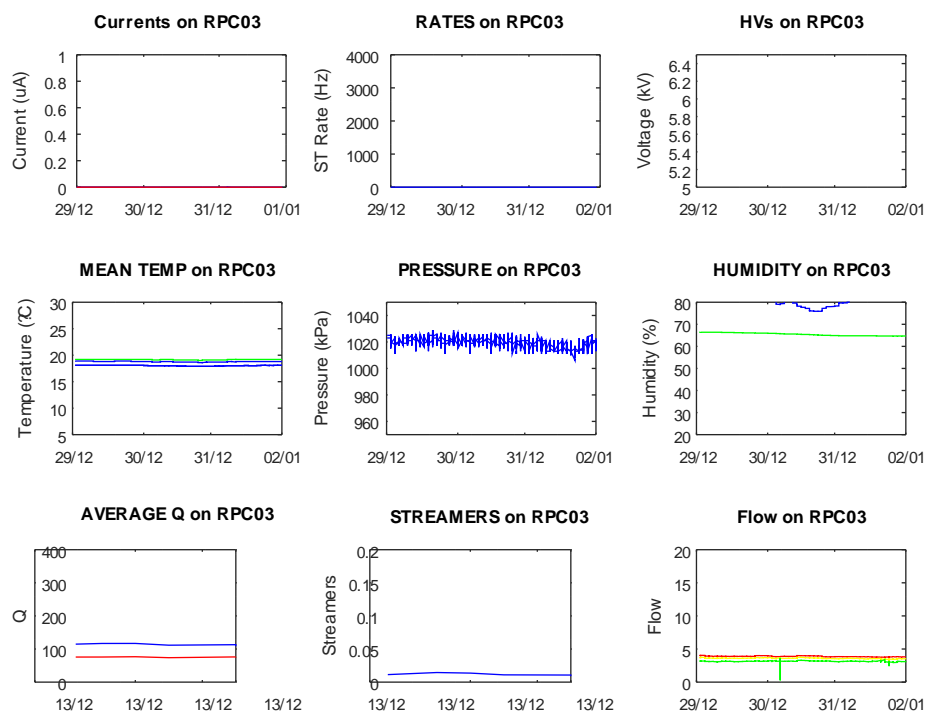 Currents on RPC03
Current (uA)
1
0.8
0.6
0.4
0.2
0
29/12 30/12 31/12 01/01
RATES on RPC03
ST Rate (Hz)
4000
3000
2000
1000
0
29/12 30/12 31/12 02/01
HVs on RPC03
Voltage (kV)
6.4
6.2
6
5.8
5.6
5.4
5.2
5
29/12 30/12 31/12 02/01
MEAN TEMP on RPC03
Temperature (?C)
30
25
20
15
10
5
29/12 30/12 31/12 02/01
PRESSURE on RPC03
Pressure (kPa)
1040
1020
1000
980
960
29/12 30/12 31/12 02/01
HUMIDITY on RPC03
Humidity (%)
80
70
60
50
40
30
20
29/12 30/12 31/12 02/01
AVERAGE Q on RPC03
Q
400
300
200
100
0
13/12 13/12 13/12 13/12 13/12
STREAMERS on RPC03
Streamers
0.2
0.15
0.1
0.05
0
13/12 13/12 13/12 13/12
Flow on RPC03
Flow
20
15
10
5
0
29/12 30/12 31/12 02/01